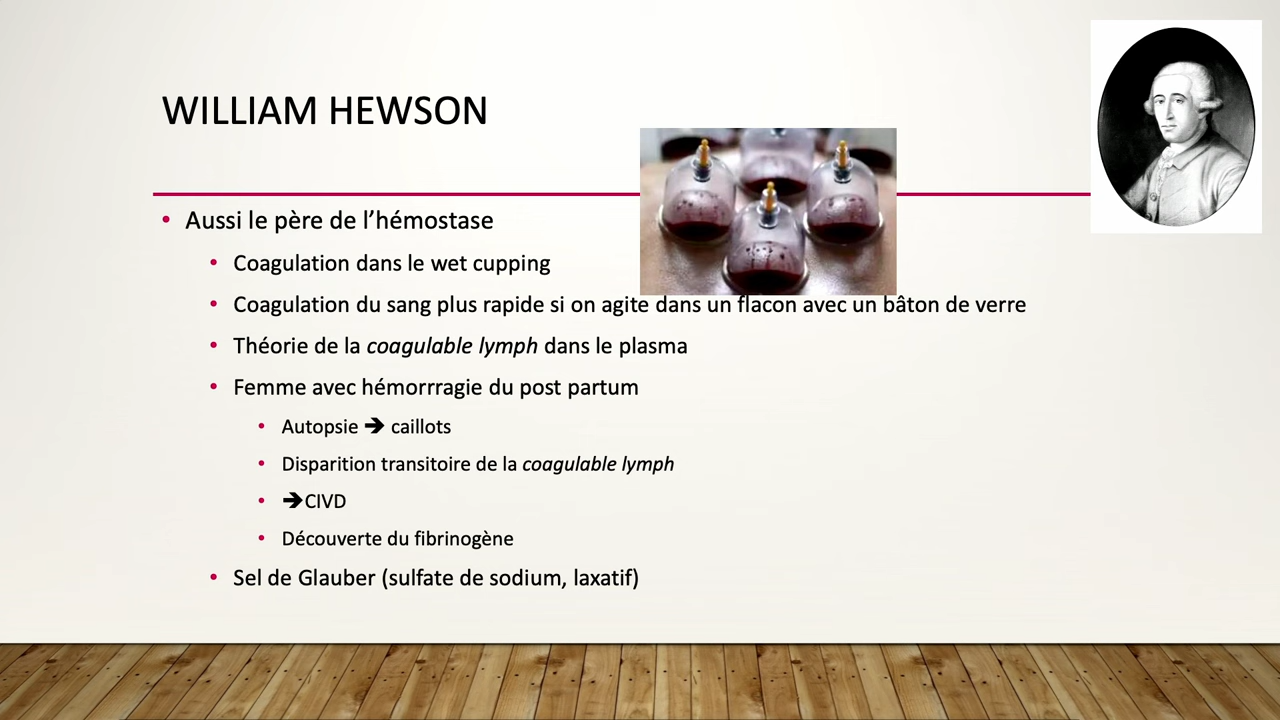 WILLIAM HEWSON
• Aussi le père de l’hémostase
• Coagulation dans le wet cupping
• Coagulation du sang plus rapide si on agite dans un flacon avec un bâton de verre
• Théorie de la coagulable lymph dans le plasma
• Femme avec hémorrragie du post partum
• Autopsie ➔ caillots
• Disparition transitoire de la coagulable lymph
• ➔CIVD
• Découverte du fibrinogène
• Sel de Glauber (sulfate de sodium, laxatif)